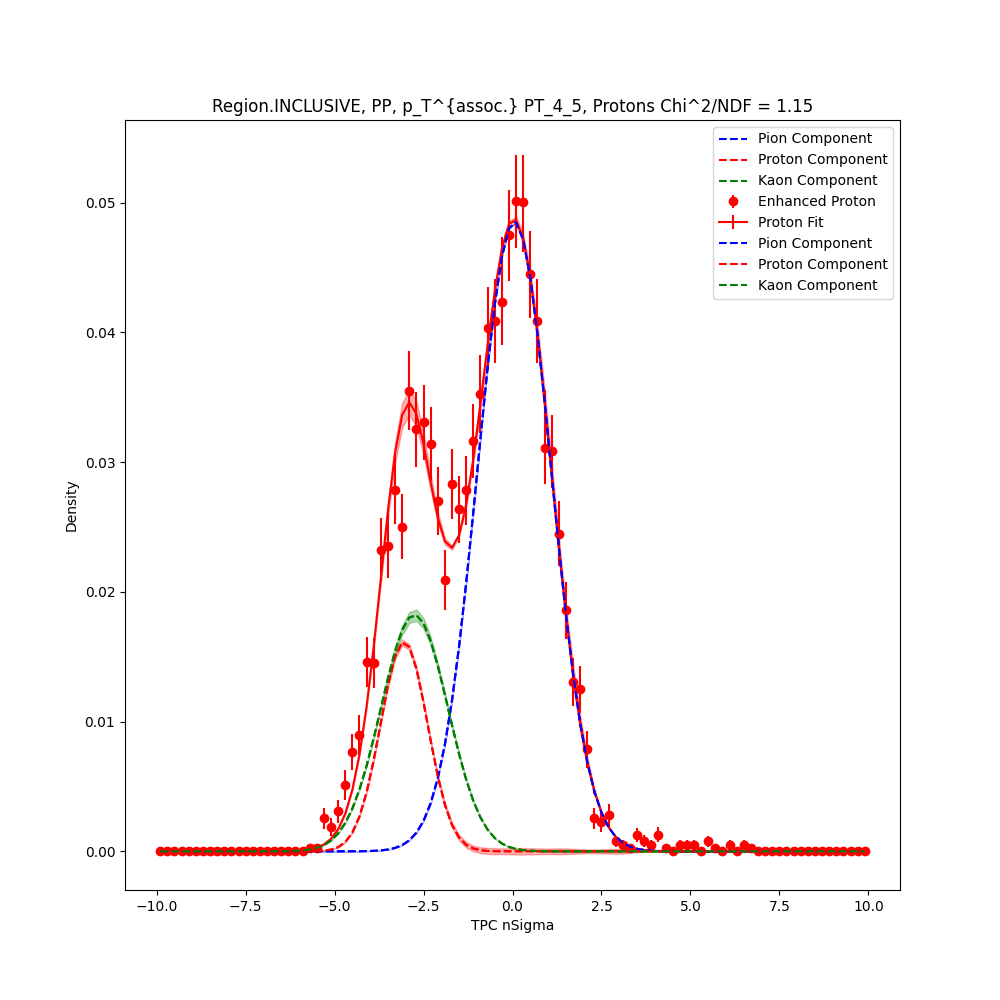 Region.INCLUSIVE, PP, p_T^{assoc.} PT_4_5, Protons Chi^2/NDF = 1.15
Pion Component
Proton Component
Kaon Component
Enhanced Proton
Proton Fit
Pion Component
Proton Component
Kaon Component
0.05
0.04
0.03
0.02
0.01
0.00
Density
−10.0 −7.5 −5.0 −2.5 0.0 2.5 5.0 7.5 10.0
TPC nSigma